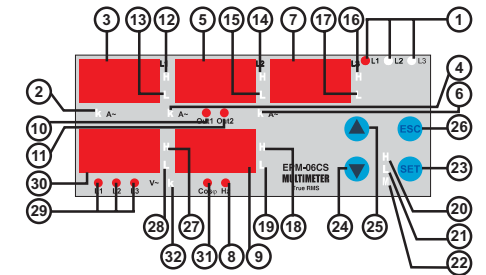 3 13 12 5 15 14 7 17 16 1
L1 L2 L1 L2 L3
H H H
L L L
4
2 k A~ k A~ k A~ 6
10 Out1 Out2 ESC 26
11
H H H
30 L L EPM-06CS L SET 23
MULTIMETER M
True RMS
29 L1 L2 L3 V~ k Cosφ Hz 20
21
28 27 32 31 8 9 19 18 24 25 22